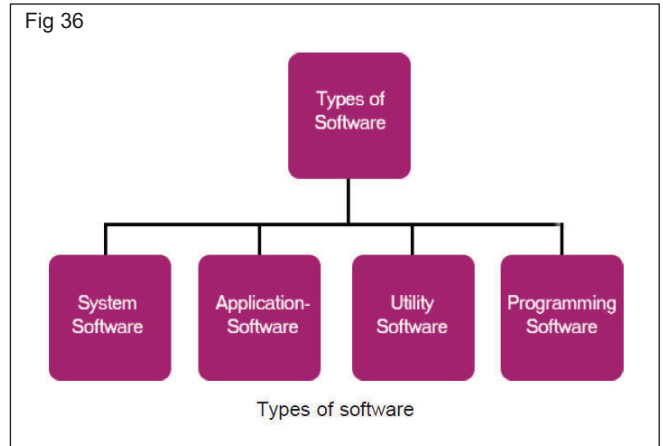 Fig 36
Types of
Software
System
Software
Application-
Software
Utility
Software
Programming
Software
Types of software